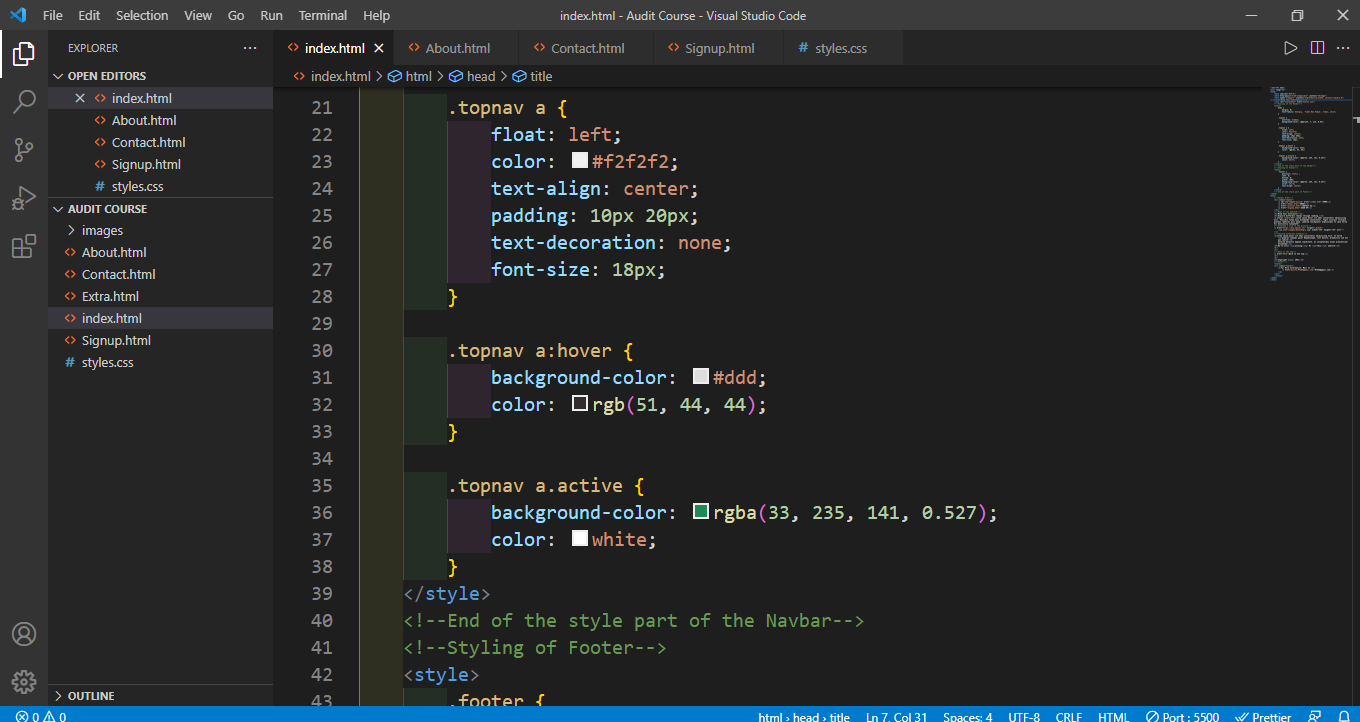 File Edit Selection View Go Run Terminal Help
index.html - Audit Course - Visual Studio Code
EXPLORER
OPEN EDITORS
index.html
About.html
Contact.html
Signup.html
# styles.css
AUDIT COURSE
images
About.html
Contact.html
Extra.html
index.html
Signup.html
# styles.css
OUTLINE
index.html About.html Contact.html Signup.html # styles.css
index.html > html > head > title
21 .topnav a {
22 float: left;
23 color: #f2f2f2;
24 text-align: center;
25 padding: 10px 20px;
26 text-decoration: none;
27 font-size: 18px;
28 }
29
30 .topnav a:hover {
31 background-color: #ddd;
32 color: rgb(51, 44, 44);
33 }
34
35 .topnav a.active {
36 background-color: rgba(33, 235, 141, 0.527);
37 color: white;
38 }
39 </style>
40 <!--End of the style part of the Navbar-->
41 <!--Styling of Footer-->
42 <style>
43 .footer {
0 0 html › head › title Ln 7, Col 31 Spaces: 4 UTF-8 CRLF HTML Port : 5500 Prettier